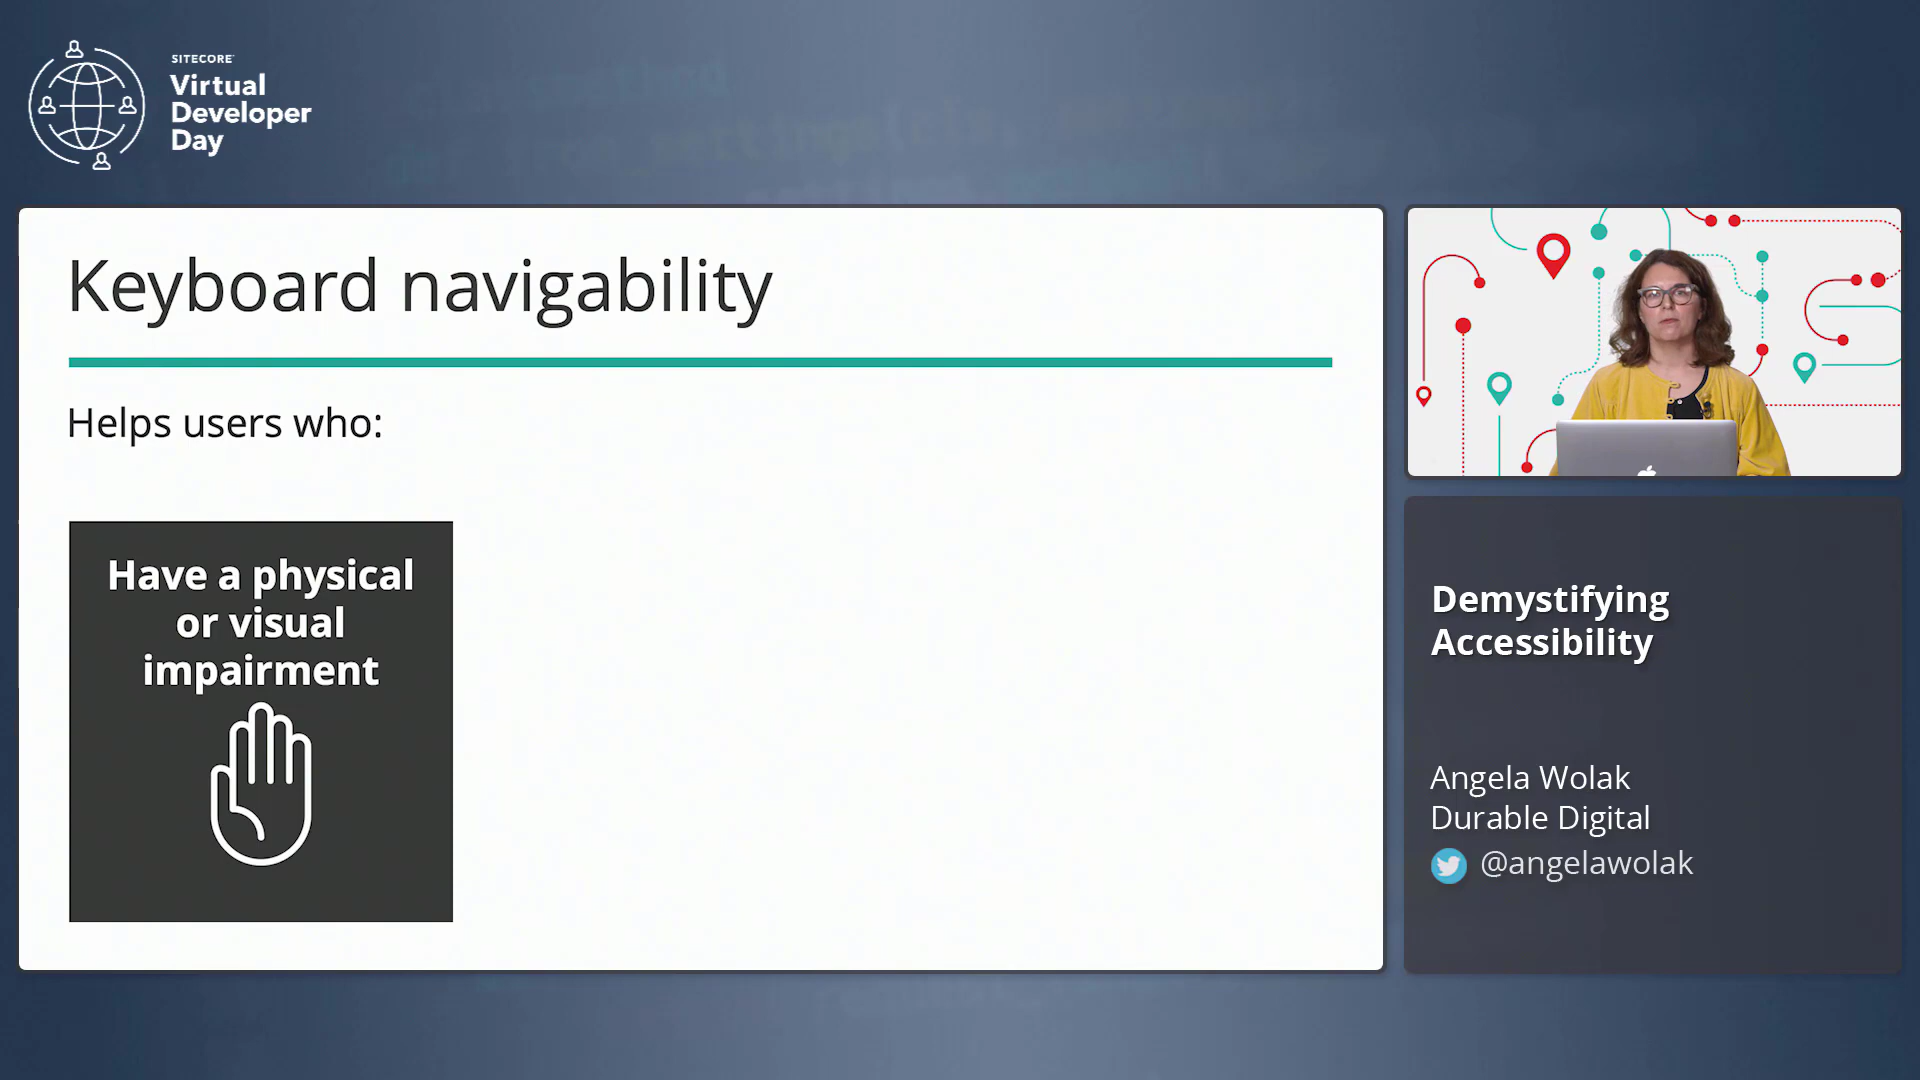 SITECORE
Virtual
Developer
Day
Keyboard navigability
Helps users who:
Have a physical
or visual
impairment
Demystifying
Accessibility
Angela Wolak
Durable Digital
@angelawolak